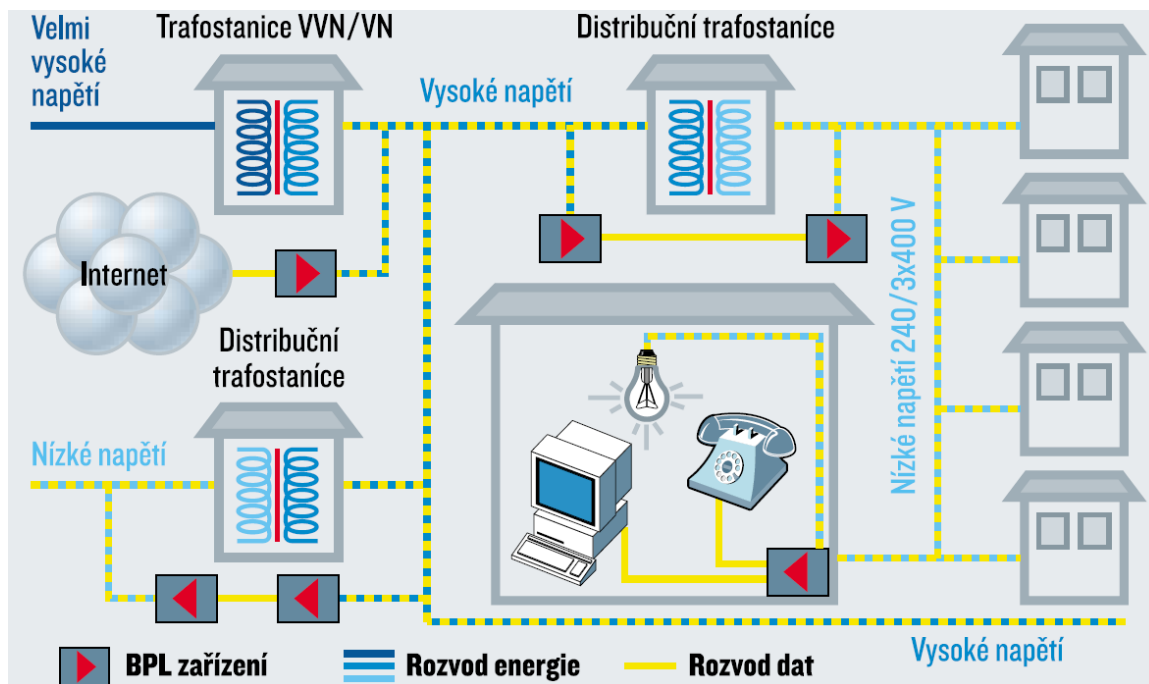 Velmi
vysoké
napětí
Trafostanice VVN/VN
Distribuční trafostaníce
Vysoké napětí
Internet
Distribuční
trafostaníce
Nízké napětí
Nízké napětí 240/3x400 V
Vysoké napětí
BPL zařízení
Rozvod energie
Rozvod dat